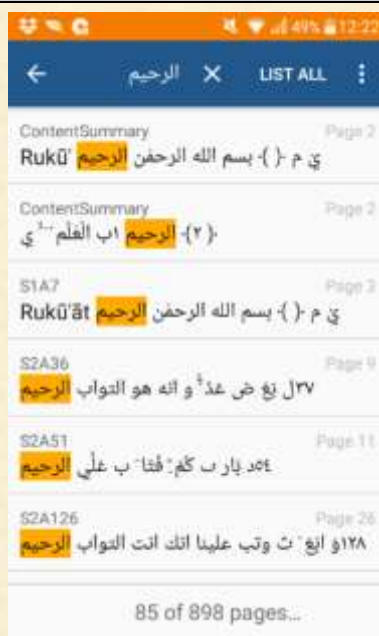 49% 12:22
الرحيم LIST ALL
ContentSummary Page 2
ي م ﴿ ﴾ بسم الله الرحمن الرحيم Rukū'
ContentSummary Page 2
الرحيم
S1A7 Page 3
ي م ﴿ ﴾ بسم الله الرحمن الرحيم Rukū'āt
S2A36 Page 9
و انه هو التواب الرحيم
S2A51 Page 11
الرحيم
S2A126 Page 26
وتب علينا انك انت التواب الرحيم
85 of 898 pages...